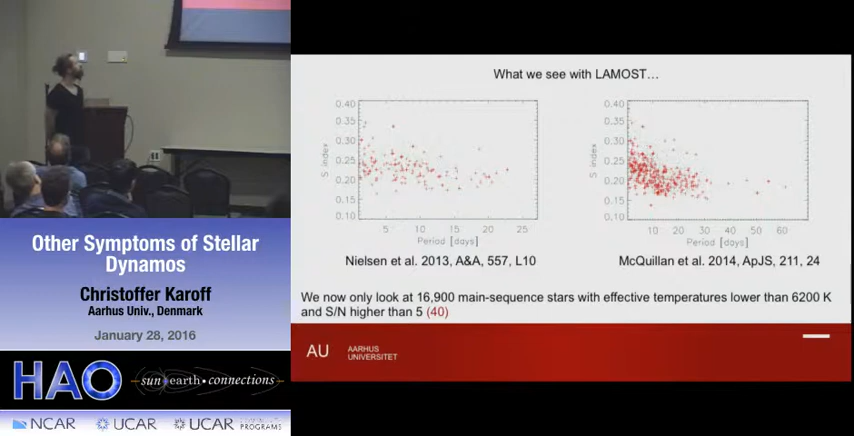 What we see with LAMOST...
0.40
0.35
0.30
0.25
0.20
0.15
0.10
S index
5 10 15 20 25
Period [days]
Nielsen et al. 2013, A&A, 557, L10
0.40
0.35
0.30
0.25
0.20
0.15
0.10
S index
10 20 30 40 50 60
Period [days]
McQuillan et al. 2014, ApJS, 211, 24
We now only look at 16,900 main-sequence stars with effective temperatures lower than 6200 K
and S/N higher than 5 (40)
AU
AARHUS
UNIVERSITET
Other Symptoms of Stellar
Dynamos
Christoffer Karoff
Aarhus Univ., Denmark
January 28, 2016
HAO
sun earth connections
NCAR
UCAR
UCAR
PROGRAMS